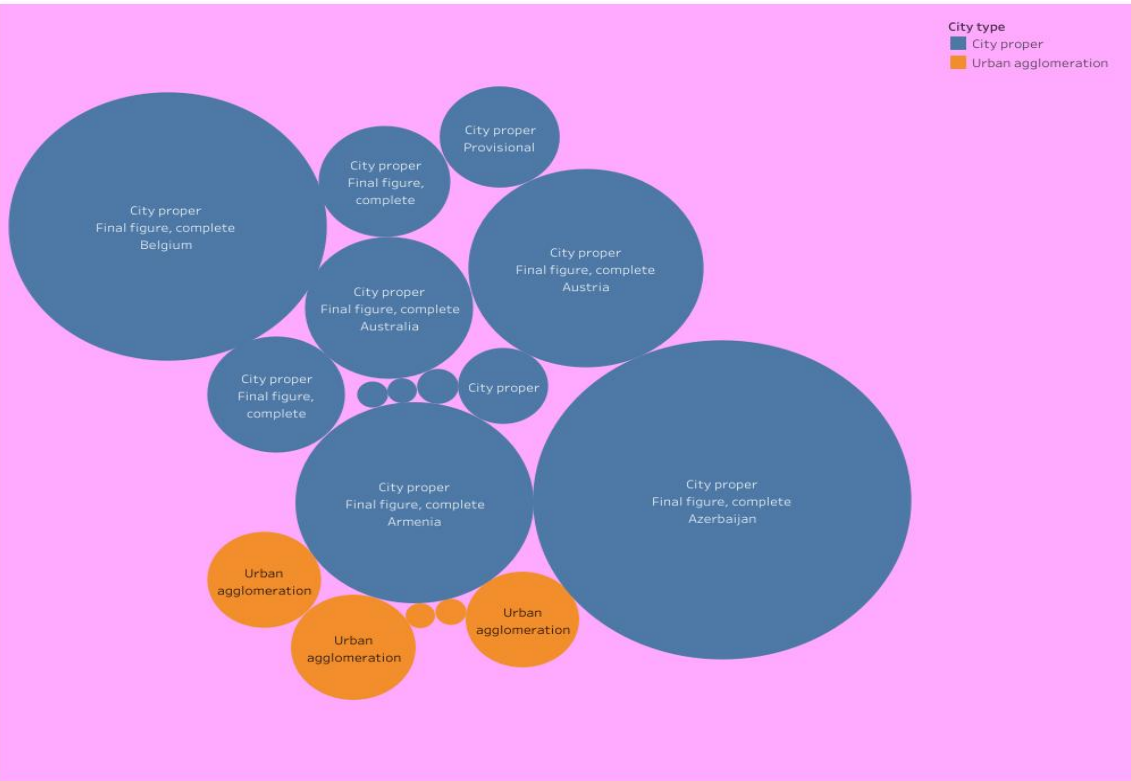 City type
City proper
Urban agglomeration
City proper
Provisional
City proper
Final figure,
complete
City proper
Final figure, complete
Belgium
City proper
Final figure, complete
Austria
City proper
Final figure, complete
Australia
City proper
Final figure,
complete
City proper
City proper
Final figure, complete
Armenia
City proper
Final figure, complete
Azerbaijan
Urban
agglomeration
Urban
agglomeration
Urban
agglomeration